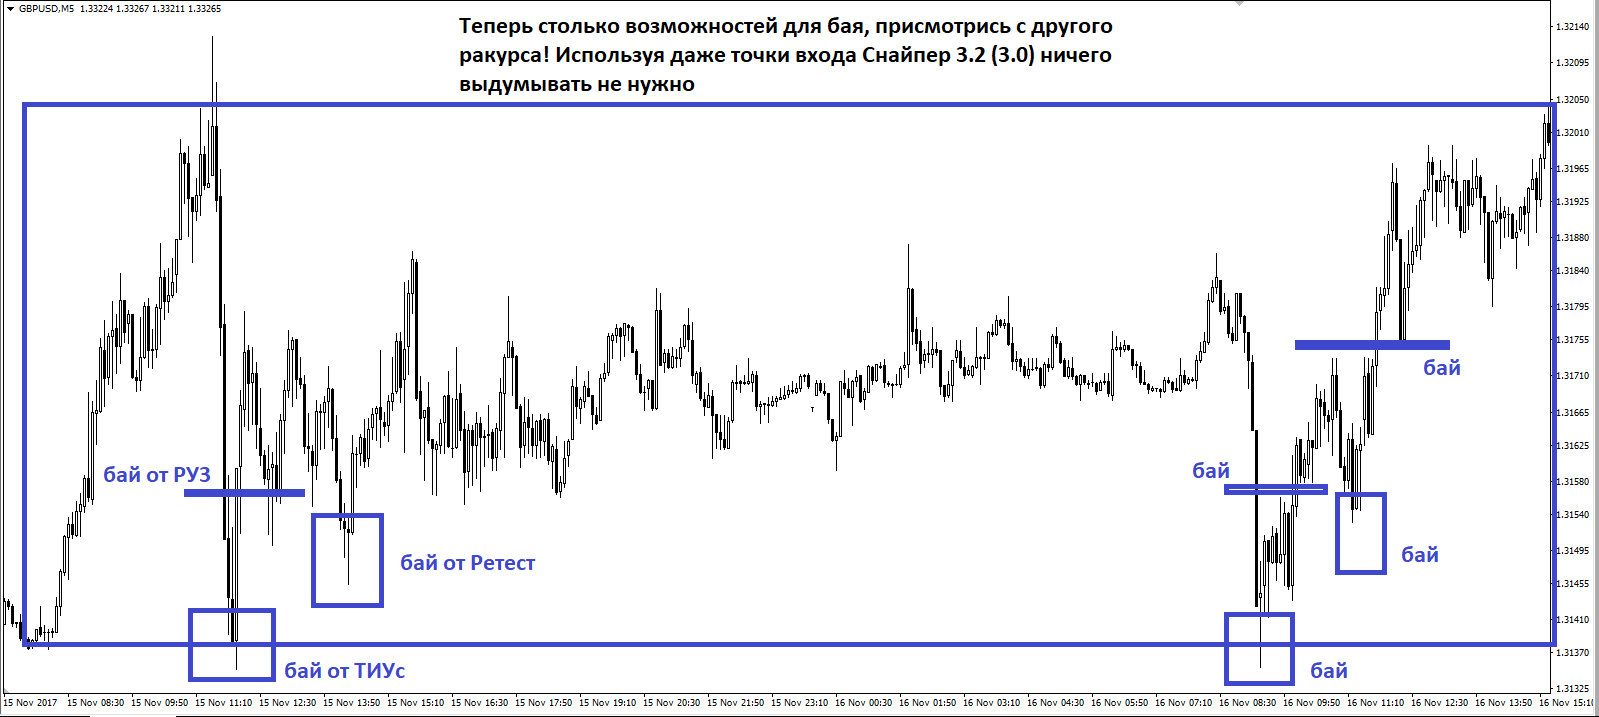 GBPUSD,M5 1.33224 1.33267 1.33211 1.33265
Теперь столько возможностей для бая, присмотрись с другого
ракурса! Используя даже точки входа Снайпер 3.2 (3.0) ничего
выдумывать не нужно
1.32140
1.32095
1.32050
1.32010
1.31965
1.31925
1.31880
1.31840
1.31795
1.31755
1.31710
1.31665
1.31625
1.31580
1.31540
1.31495
1.31455
1.31410
1.31370
1.31325
бай
бай от РУЗ
бай
бай от Ретест
бай
бай от ТИУс
бай
T
15 Nov 2017 15 Nov 08:30 15 Nov 09:50 15 Nov 11:10 15 Nov 12:30 15 Nov 13:50 15 Nov 15:10 15 Nov 16:30 15 Nov 17:50 15 Nov 19:10 15 Nov 20:30 15 Nov 21:50 15 Nov 23:10 16 Nov 00:30 16 Nov 01:50 16 Nov 03:10 16 Nov 04:30 16 Nov 05:50 16 Nov 07:10 16 Nov 08:30 16 Nov 09:50 16 Nov 11:10 16 Nov 12:30 16 Nov 13:50 16 Nov 15:10